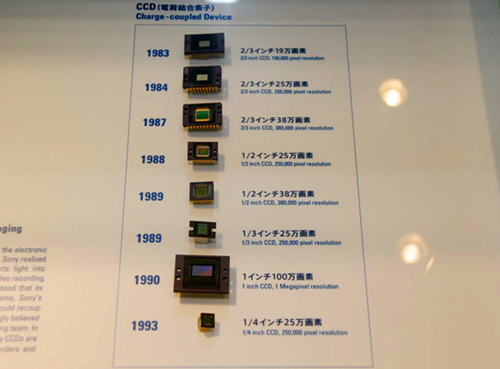 CCD(電荷結合素子)
Charge-coupled Device
1983
2/3インチ19万画素
2/3 inch CCD, 190,000 pixel resolution
1984
2/3インチ25万画素
2/3 inch CCD, 250,000 pixel resolution
1987
2/3インチ38万画素
2/3 inch CCD, 380,000 pixel resolution
1988
1/2インチ25万画素
1/2 inch CCD, 250,000 pixel resolution
1989
1/2インチ38万画素
1/2 inch CCD, 380,000 pixel resolution
1989
1/3インチ25万画素
1/3 inch CCD, 250,000 pixel resolution
1990
1インチ100万画素
1 inch CCD, 1 Megapixel resolution
1993
1/4インチ25万画素
1/4 inch CCD, 250,000 pixel resolution
the electronic
Sony realized
light into
recording.
that its
Sony's
recoup
believed
team. In
CCDs are
and